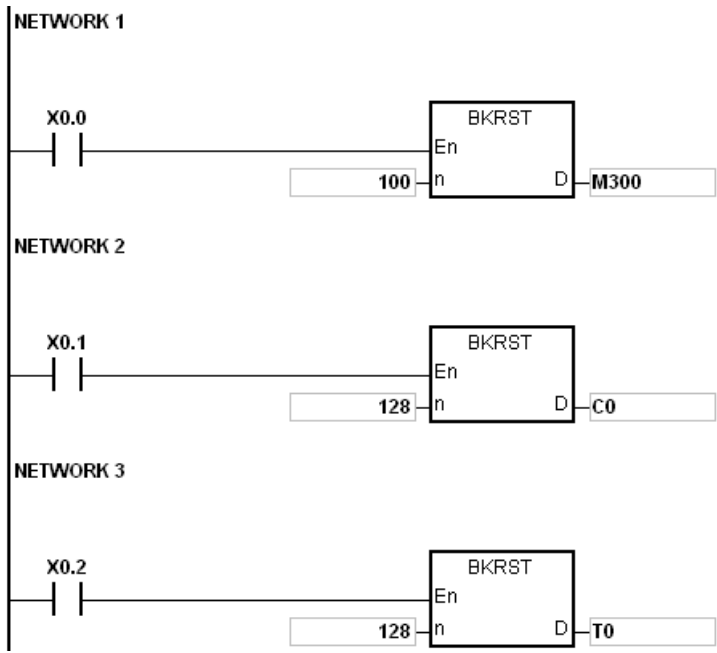 NETWORK 1
X0.0
BKRST
En
100 n D M300
NETWORK 2
X0.1
BKRST
En
128 n D C0
NETWORK 3
X0.2
BKRST
En
128 n D T0